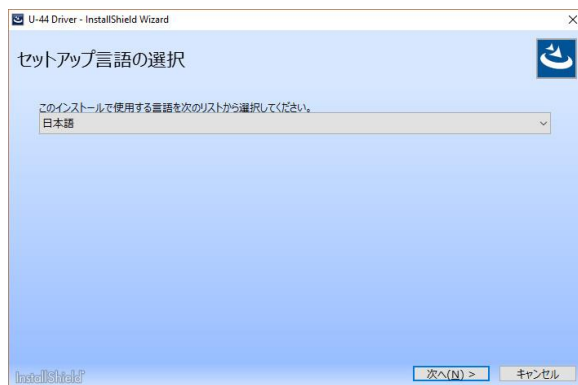 U-44 Driver - InstallShield Wizard
セットアップ言語の選択
このインストールで使用する言語を次のリストから選択してください。
日本語
InstallShield
次へ(N) >
キャンセル